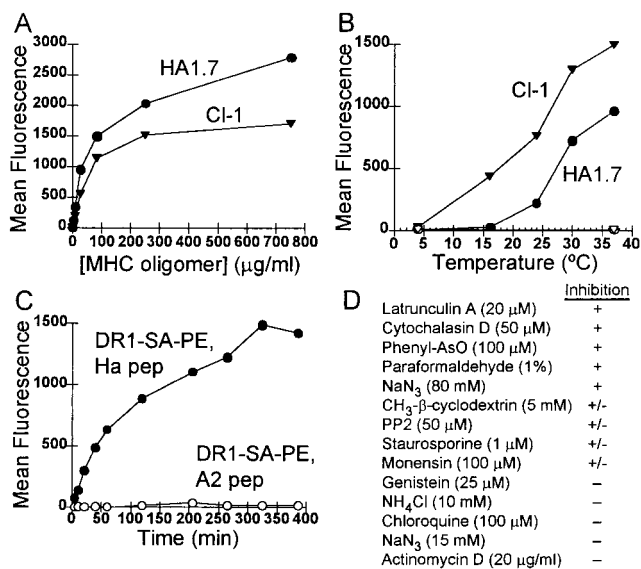 A
Mean Fluorescence
3000
2500
2000
1500
1000
500
0
HA1.7
Cl-1
0 100 200 300 400 500 600 700 800
[MHC oligomer] (μg/ml)
B
Mean Fluorescence
1500
1000
500
0
Cl-1
HA1.7
0 5 10 15 20 25 30 35 40
Temperature (ºC)
C
Mean Fluorescence
1500
1000
500
0
DR1-SA-PE,
Ha pep
DR1-SA-PE,
A2 pep
0 50 100 150 200 250 300 350 400
Time (min)
D
Inhibition
Latrunculin A (20 μM) +
Cytochalasin D (50 μM) +
Phenyl-AsO (100 μM) +
Paraformaldehyde (1%) +
NaN₃ (80 mM) +
CH₃-β-cyclodextrin (5 mM) +/-
PP2 (50 μM) +/-
Staurosporine (1 μM) +/-
Monensin (100 μM) +/-
Genistein (25 μM) –
NH₄Cl (10 mM) –
Chloroquine (100 μM) –
NaN₃ (15 mM) –
Actinomycin D (20 μg/ml) –